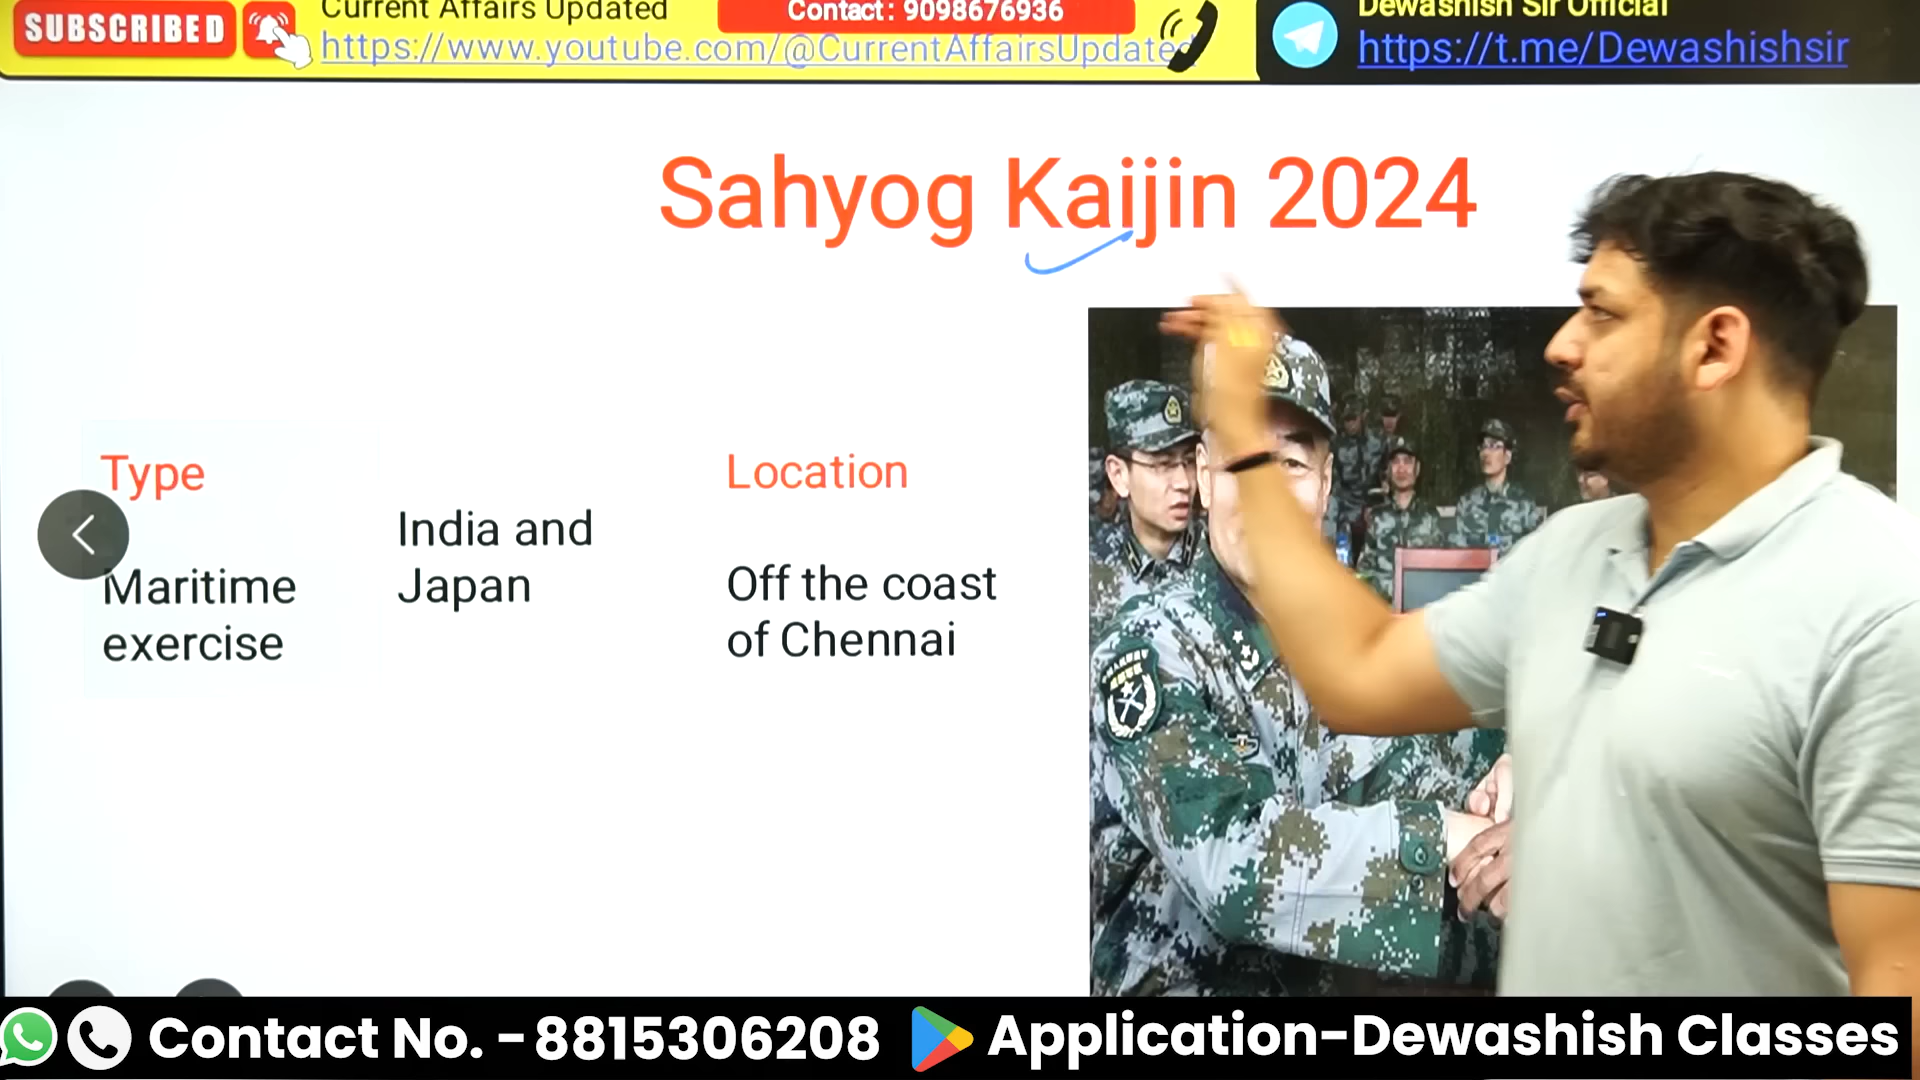 SUBSCRIBED
Current Affairs Updated
https://www.youtube.com/@CurrentAffairsUpdated
Contact: 9098676936
Dewashish Sir Official
https://t.me/Dewashishsir
Sahyog Kaijin 2024
Type
Maritime
exercise
India and
Japan
Location
Off the coast
of Chennai
Contact No. - 8815306208
Application-Dewashish Classes